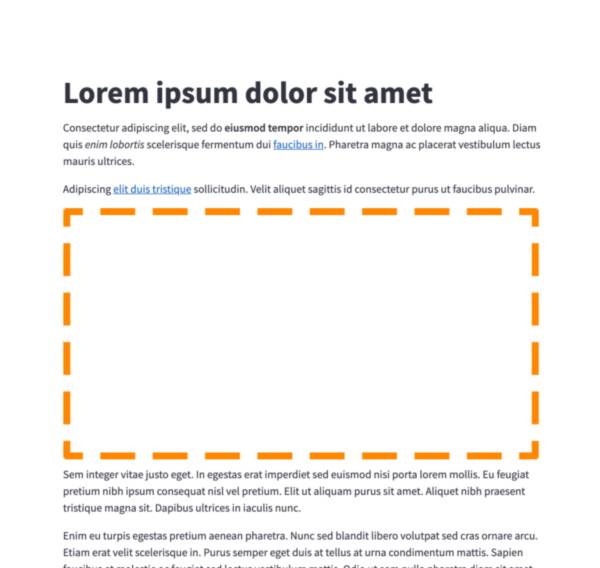 Lorem ipsum dolor sit amet
Consectetur adipiscing elit, sed do eiusmod tempor incididunt ut labore et dolore magna aliqua. Diam
quis enim lobortis scelerisque fermentum dui faucibus in. Pharetra magna ac placerat vestibulum lectus
mauris ultrices.
Adipiscing elit duis tristique sollicitudin. Velit aliquet sagittis id consectetur purus ut faucibus pulvinar.
Sem integer vitae justo eget. In egestas erat imperdiet sed euismod nisi porta lorem mollis. Eu feugiat
pretium nibh ipsum consequat nisl vel pretium. Elit ut aliquam purus sit amet. Aliquet nibh praesent
tristique magna sit. Dapibus ultrices in iaculis nunc.
Enim eu turpis egestas pretium aenean pharetra. Nunc sed blandit libero volutpat sed cras ornare arcu.
Etiam erat velit scelerisque in. Purus semper eget duis at tellus at urna condimentum mattis. Sapien